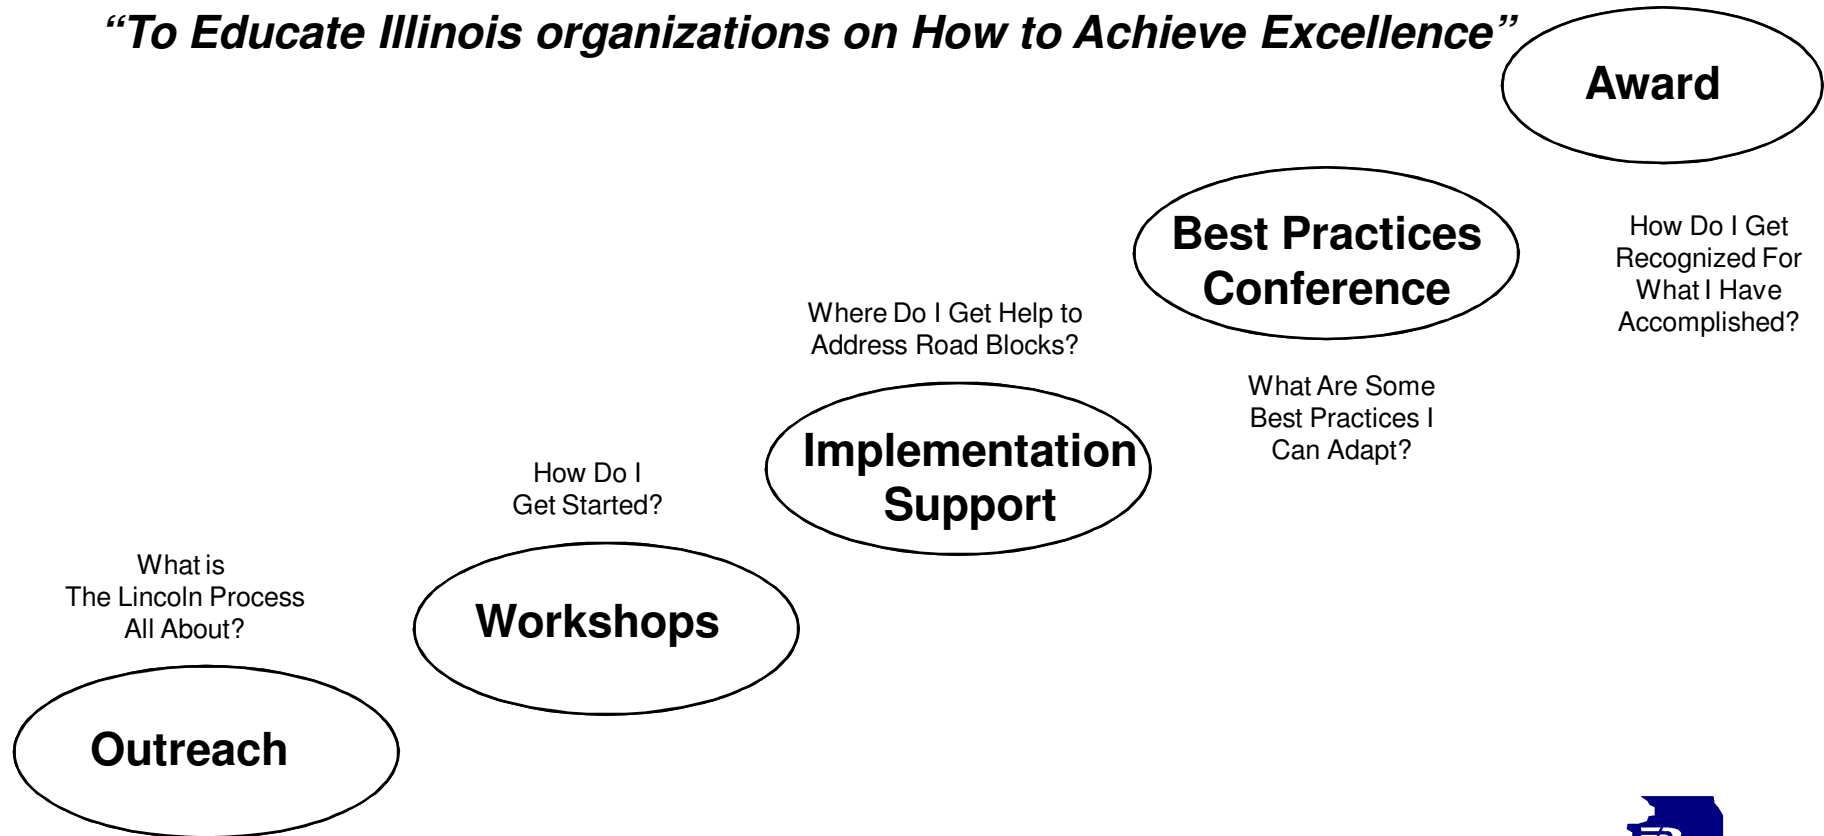 “To Educate Illinois organizations on How to Achieve Excellence”
Award
How Do I Get
Recognized For
What I Have
Accomplished?
Best Practices
Conference
What Are Some
Best Practices I
Can Adapt?
Where Do I Get Help to
Address Road Blocks?
Implementation
Support
How Do I
Get Started?
Workshops
What is
The Lincoln Process
All About?
Outreach